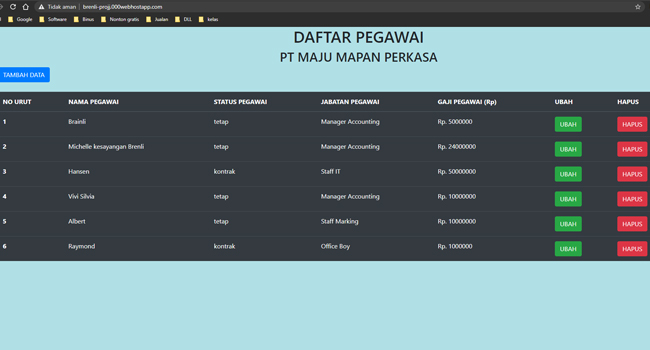 Tidak aman | brenli-projj.000webhostapp.com
Google Software Binus Nonton gratis Jualan DLL kelas
DAFTAR PEGAWAI
PT MAJU MAPAN PERKASA
TAMBAH DATA
NO URUT NAMA PEGAWAI STATUS PEGAWAI JABATAN PEGAWAI GAJI PEGAWAI (Rp) UBAH HAPUS
1 Brainli tetap Manager Accounting Rp. 5000000 UBAH HAPUS
2 Michelle kesayangan Brenli tetap Manager Accounting Rp. 24000000 UBAH HAPUS
3 Hansen kontrak Staff IT Rp. 50000000 UBAH HAPUS
4 Vivi Silvia tetap Manager Accounting Rp. 10000000 UBAH HAPUS
5 Albert tetap Staff Marking Rp. 10000000 UBAH HAPUS
6 Raymond kontrak Office Boy Rp. 1000000 UBAH HAPUS